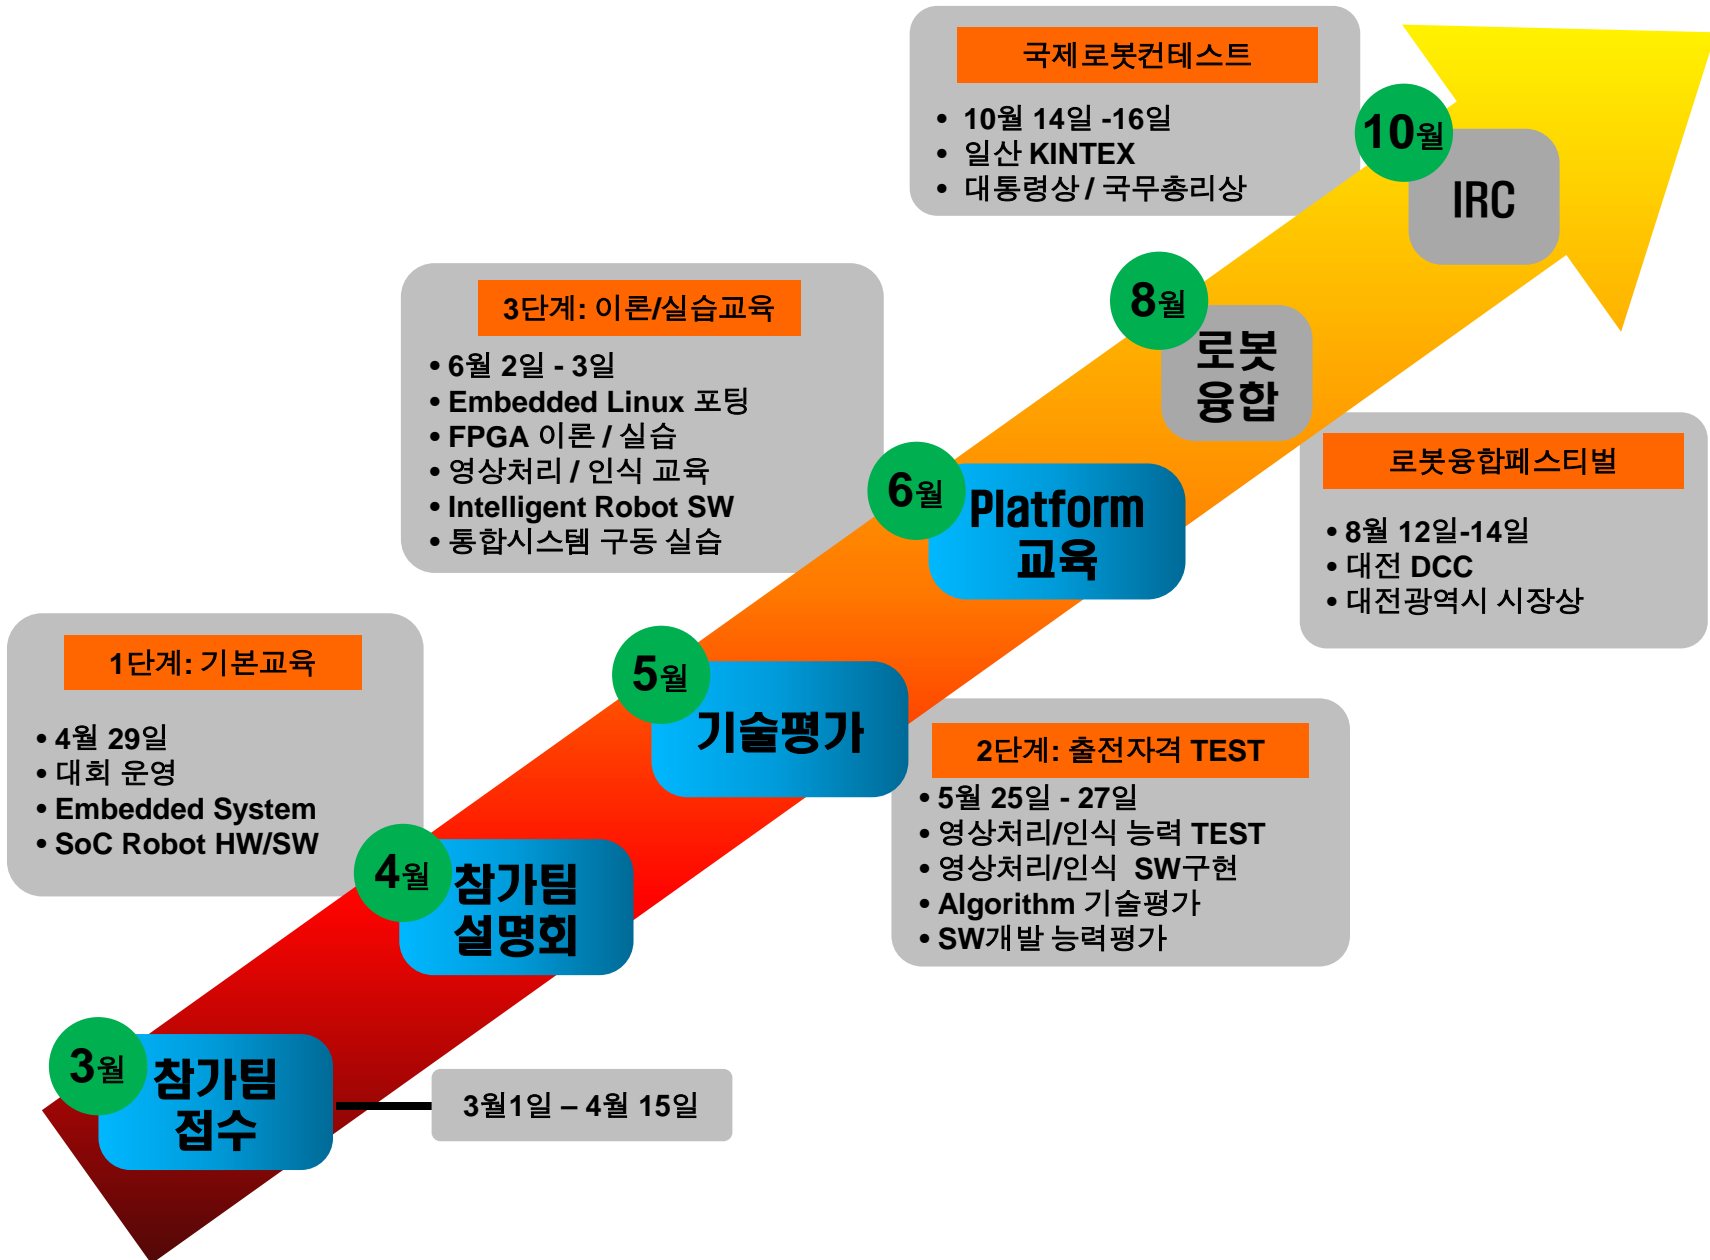 국제로봇컨테스트
• 10월 14일 -16일
• 일산 KINTEX
• 대통령상 / 국무총리상
10월
IRC
3단계: 이론/실습교육
• 6월 2일 - 3일
• Embedded Linux 포팅
• FPGA 이론 / 실습
• 영상처리 / 인식 교육
• Intelligent Robot SW
• 통합시스템 구동 실습
8월
로봇
융합
로봇융합페스티벌
• 8월 12일-14일
• 대전 DCC
• 대전광역시 시장상
6월
Platform
교육
1단계: 기본교육
• 4월 29일
• 대회 운영
• Embedded System
• SoC Robot HW/SW
5월
기술평가
2단계: 출전자격 TEST
• 5월 25일 - 27일
• 영상처리/인식 능력 TEST
• 영상처리/인식 SW구현
• Algorithm 기술평가
• SW개발 능력평가
4월
참가팀
설명회
3월
참가팀
접수
3월1일 – 4월 15일